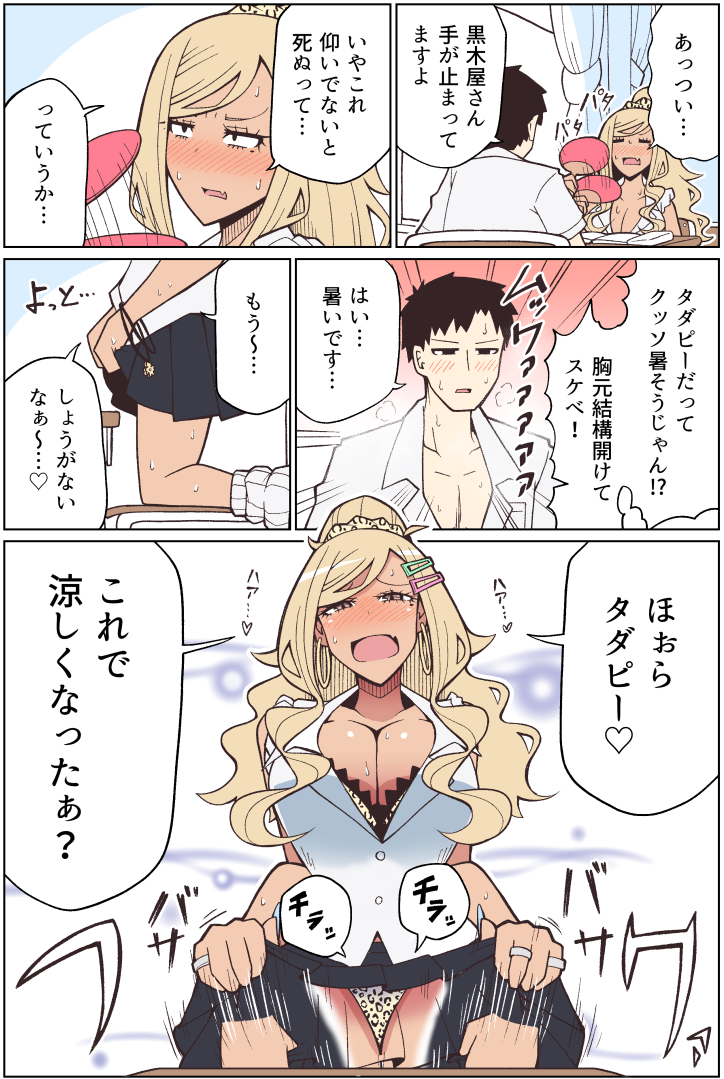 あっつい…
パタ
パタ
黒木屋さん
手が止まって
ますよ
いやこれ
仰いでないと
死ぬって…
っていうか…
タダピーだって
クッソ暑そうじゃん!?
胸元結構開けて
スケベ！
ムワッァァァァァ
はい…
暑いです…
もう〜…
よっと…
しょうがない
なぁ〜…♡
ほぉら
タダピー♡
ハァ…♡
ハァ…♡
これで
涼しくなったぁ？
チラッ
チラッ
バサ
バサ
フワッ